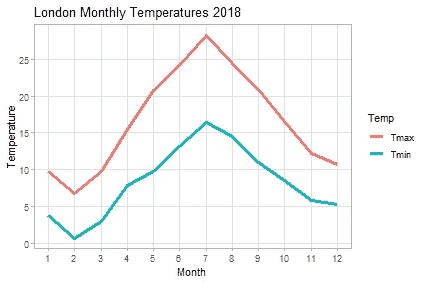 London Monthly Temperatures 2018
25
20
15
10
5
0
Temperature
1 2 3 4 5 6 7 8 9 10 11 12
Month
Temp
Tmax
Tmin